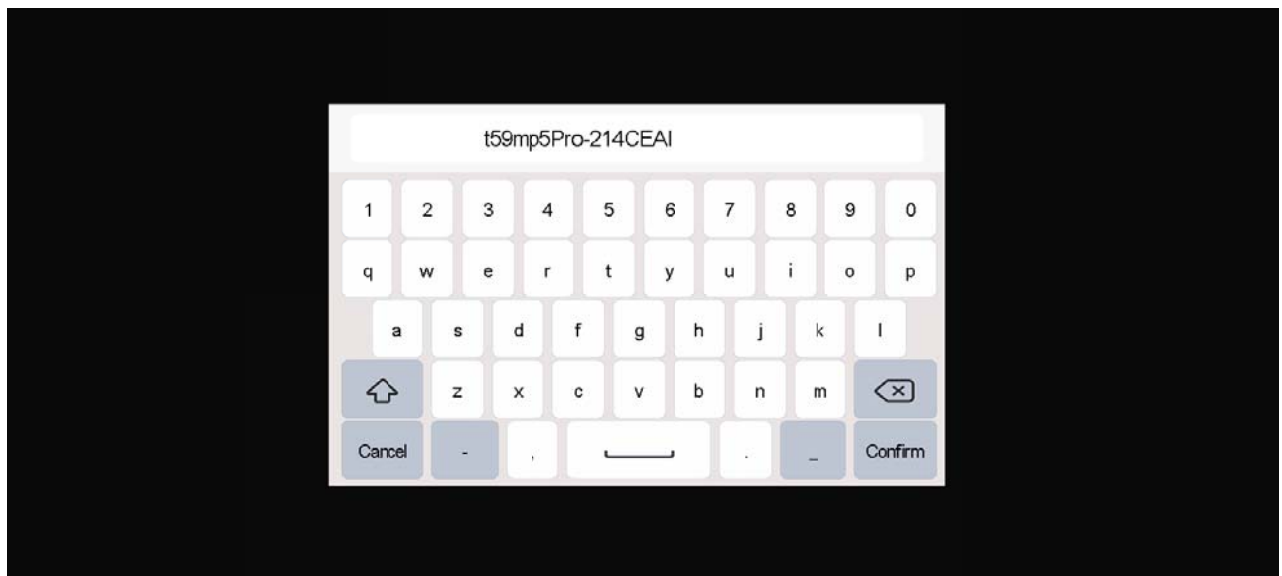 t59mp5Pro-214CEAI
1 2 3 4 5 6 7 8 9 0
q w e r t y u i o p
a s d f g h j k l
z x c v b n m
Cancel - , . _ Confirm